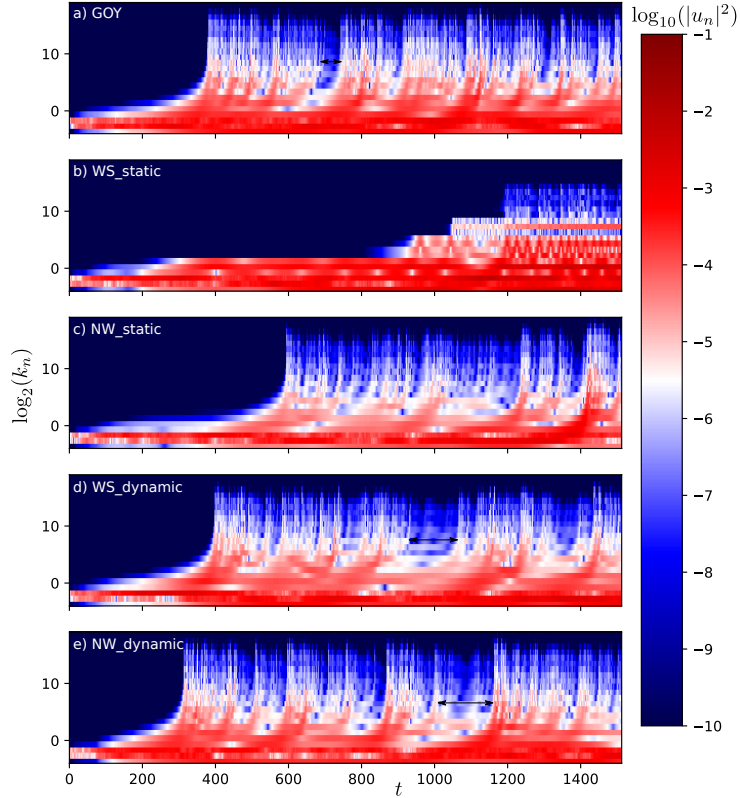 log₁₀(|uₙ|²)
a) GOY
10
0
b) WS_static
10
0
c) NW_static
10
0
log₂(kₙ)
d) WS_dynamic
10
0
e) NW_dynamic
10
0
0 200 400 600 800 1000 1200 1400
t
−1
−2
−3
−4
−5
−6
−7
−8
−9
−10